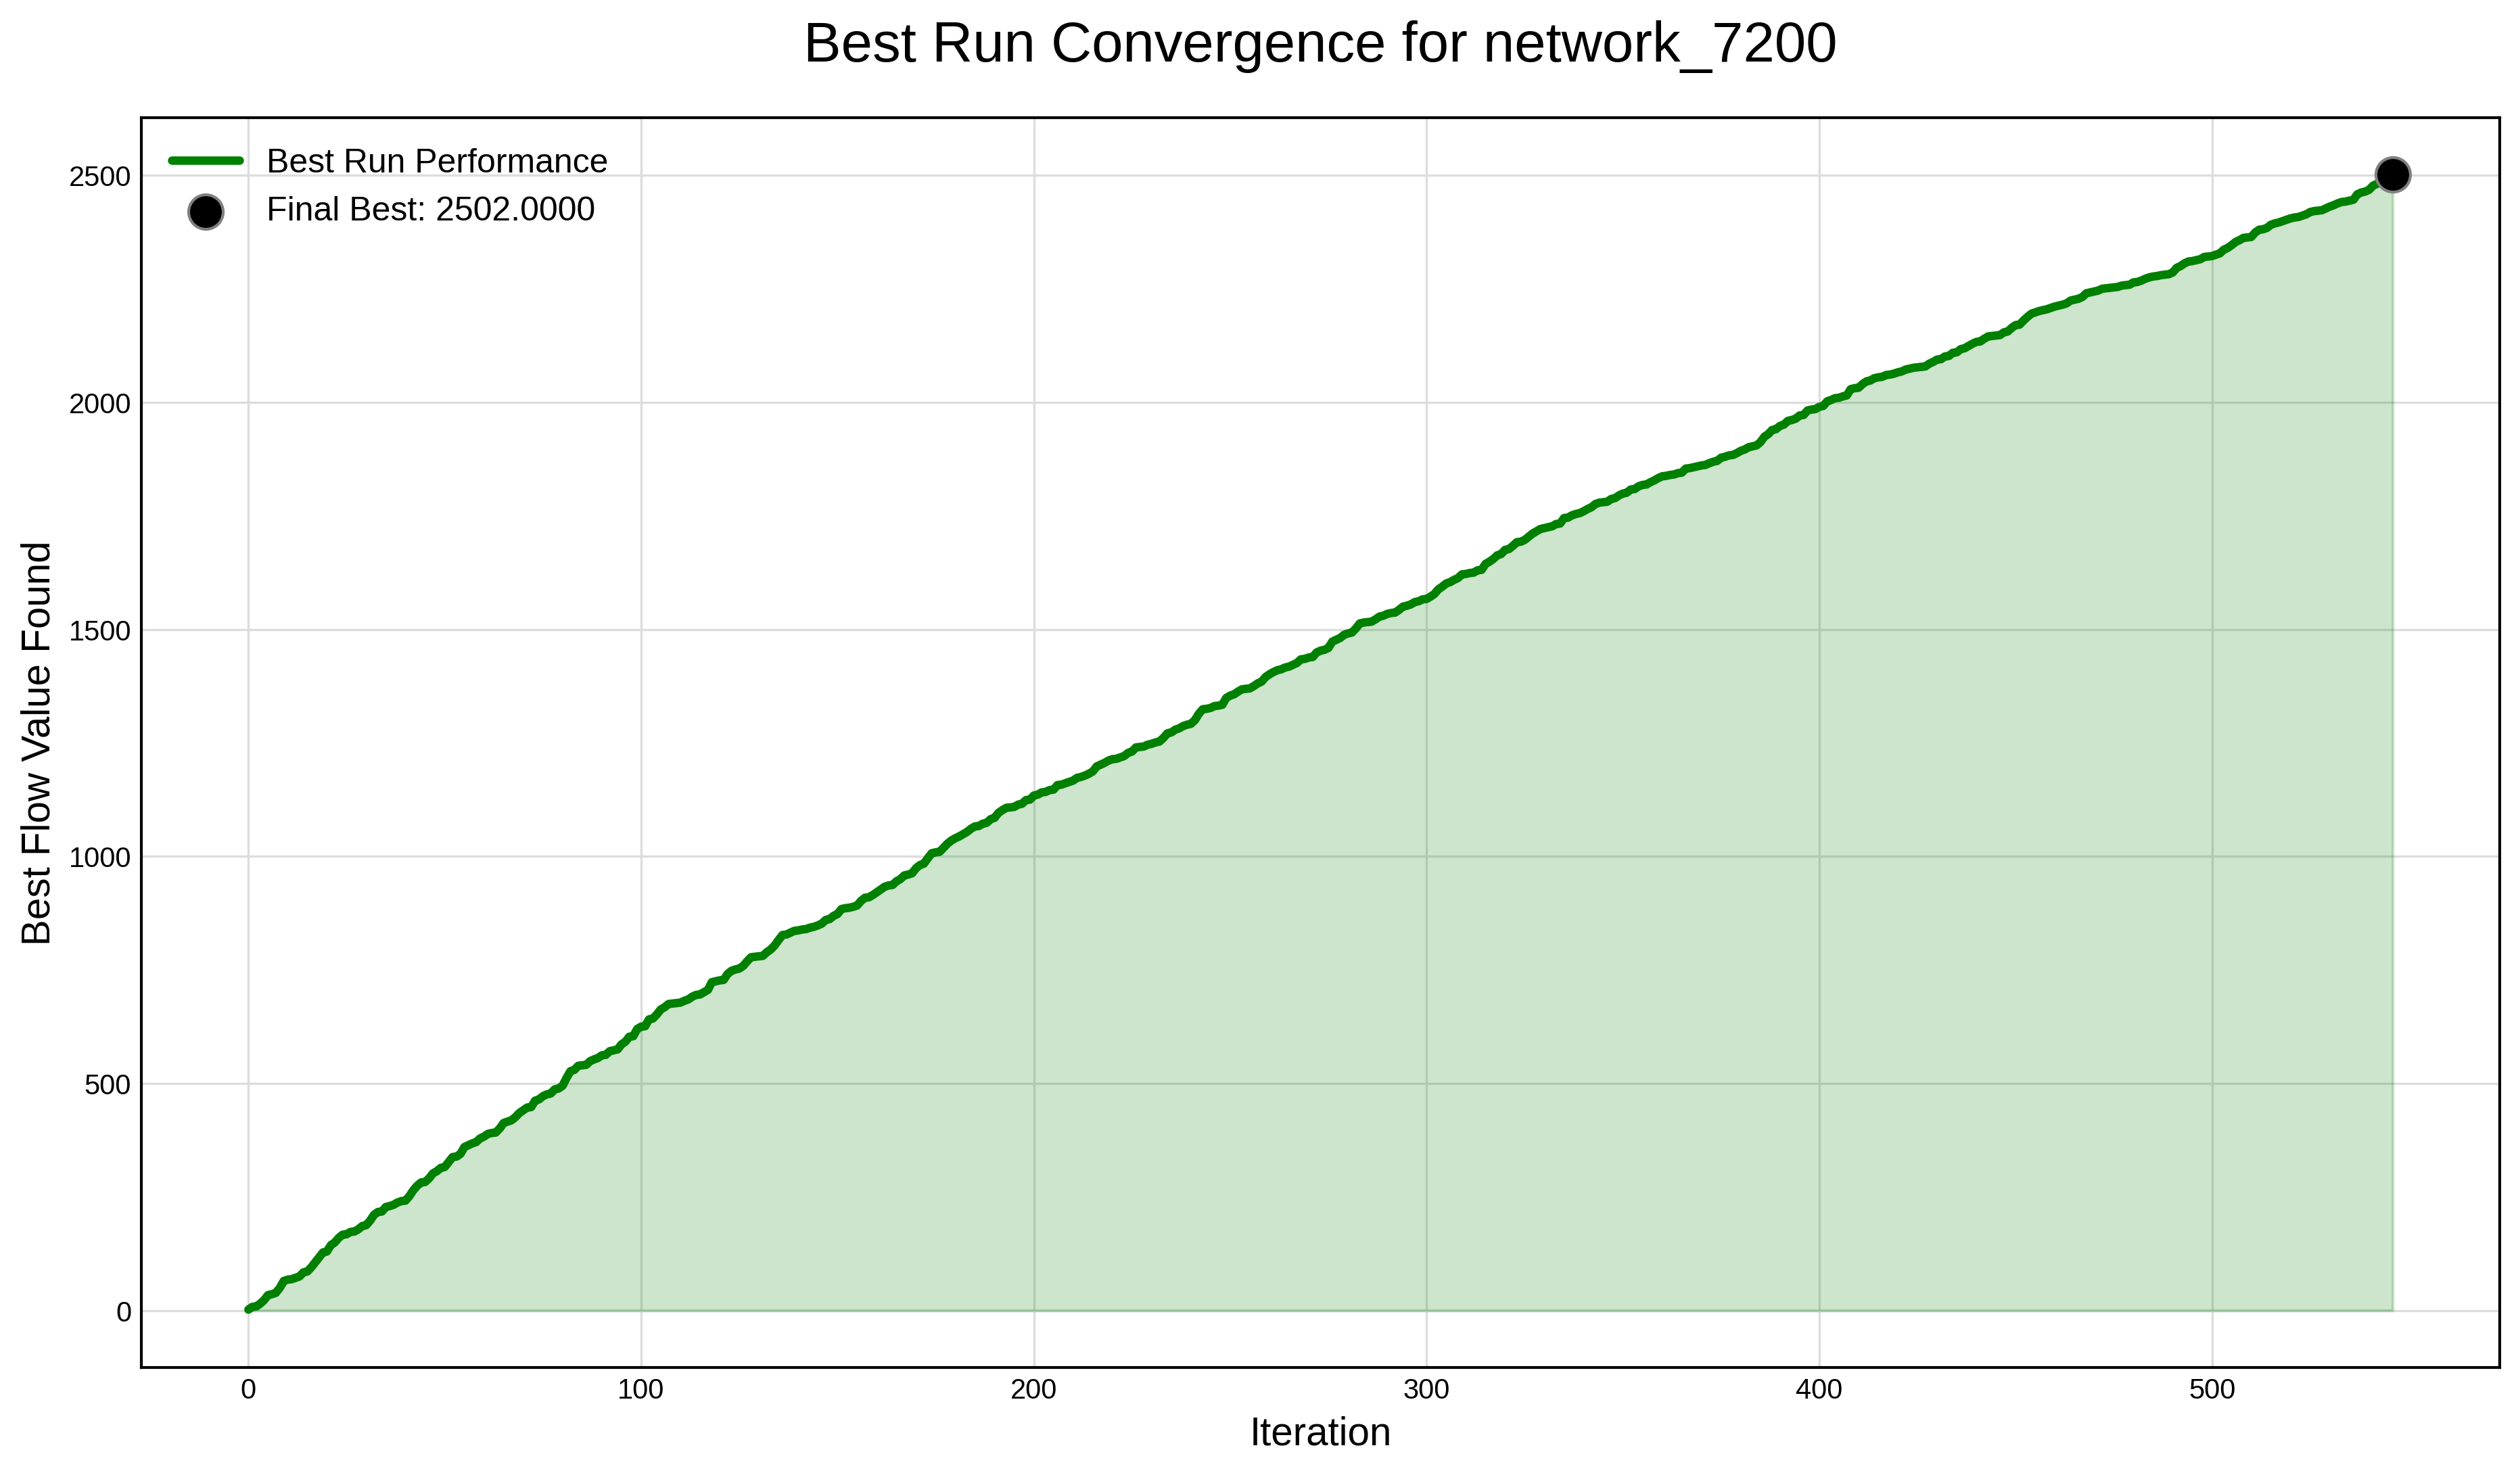 Best Run Convergence for network_7200
Best Run Performance
Final Best: 2502.0000
Best Flow Value Found
2500
2000
1500
1000
500
0
0 100 200 300 400 500
Iteration